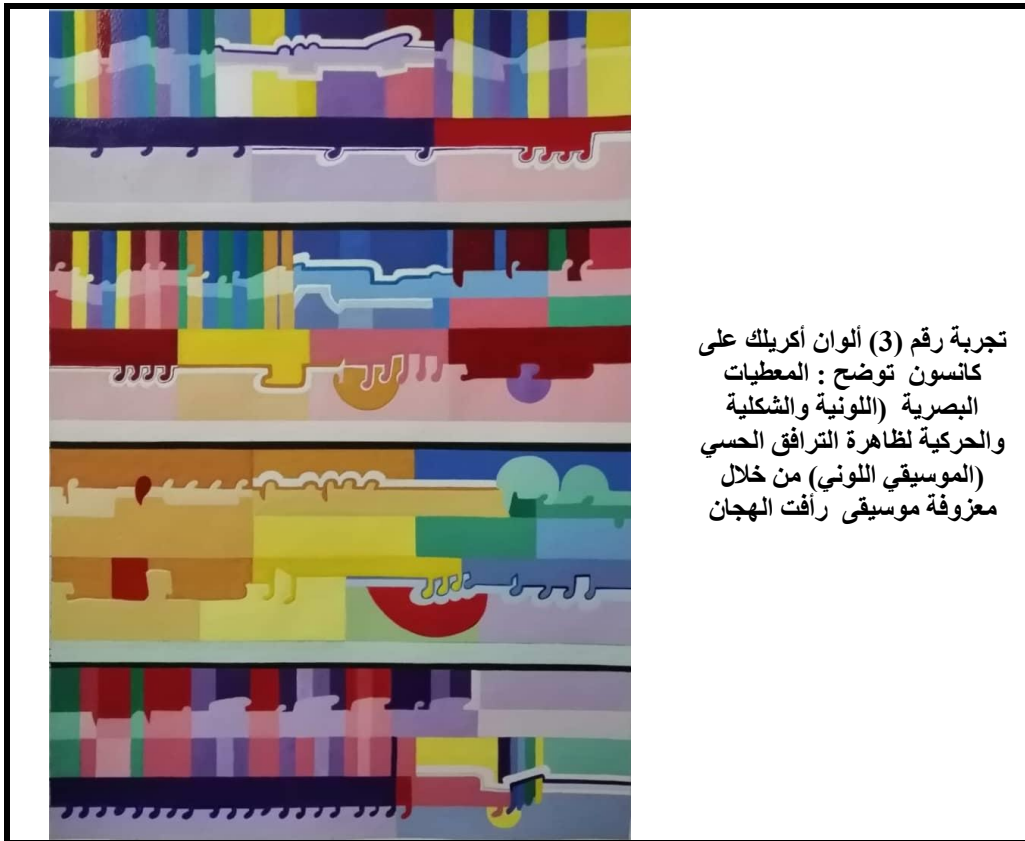 تجربة رقم (3) ألوان أكريلك على
كانسون توضح : المعطيات
البصرية (اللونية والشكلية
والحركية لظاهرة الترافق الحسي
(الموسيقي اللوني) من خلال
معزوفة موسيقى رأفت الهجان